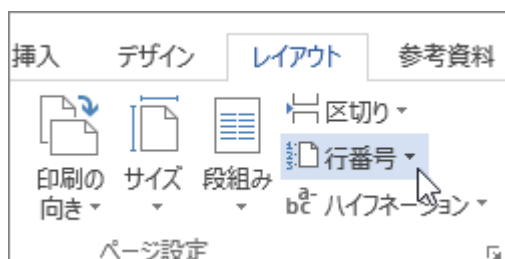 挿入 デザイン レイアウト 参考資料
印刷の
向き
サイズ
段組み
区切り
行番号
ハイフネーション
ページ設定